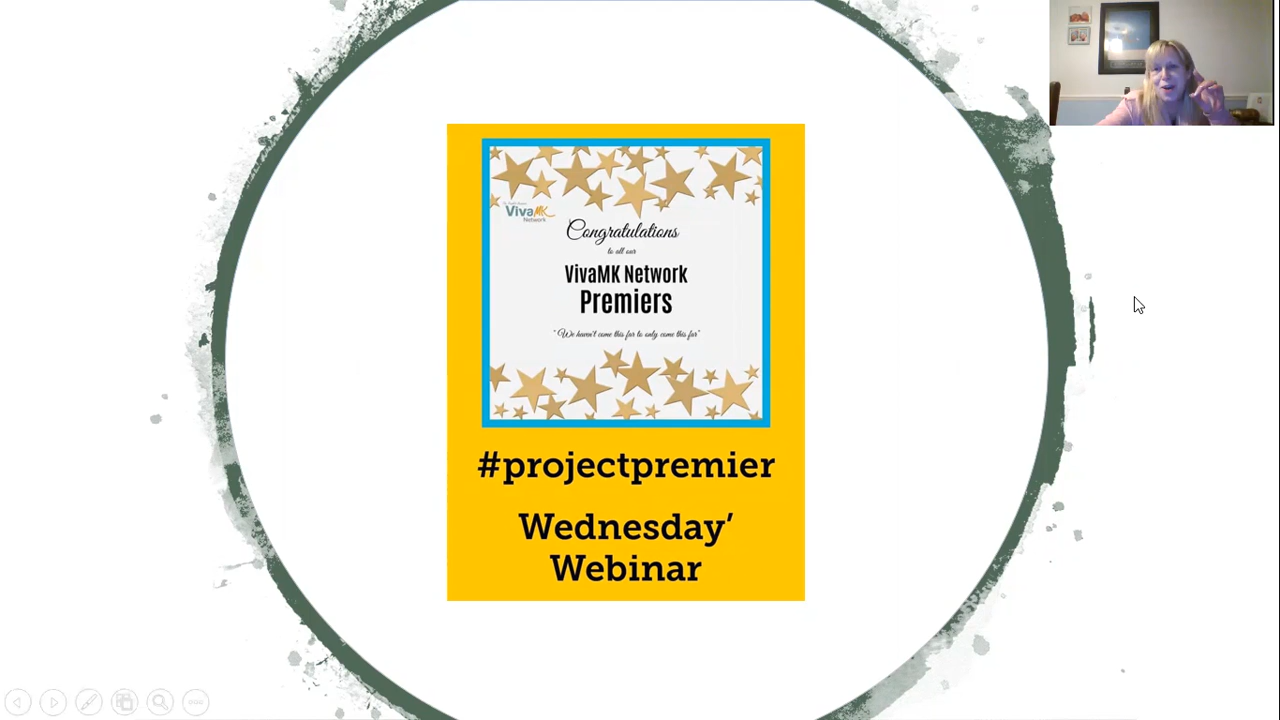 VivaMK
Network
Congratulations
to all our
VivaMK Network
Premiers
"We haven't come this far to only come this far"
#projectpremier
Wednesday’
Webinar